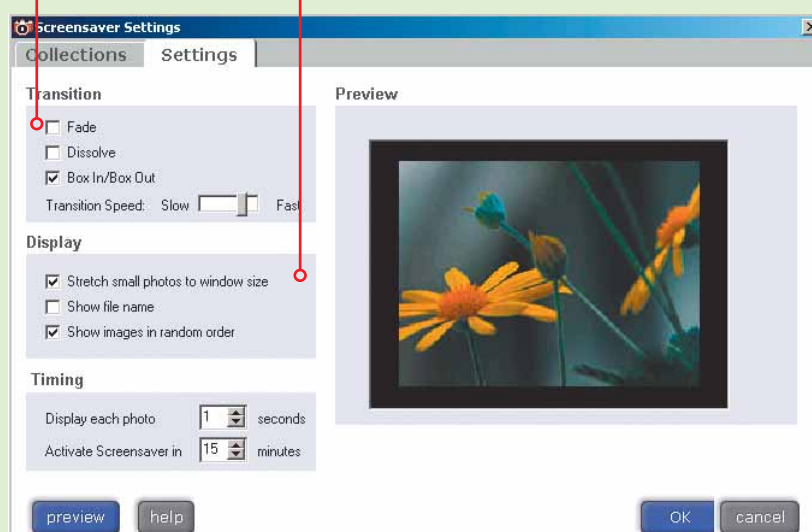 Screensaver Settings
Collections Settings
Transition
Fade
Dissolve
Box In/Box Out
Transition Speed: Slow Fast
Display
Stretch small photos to window size
Show file name
Show images in random order
Timing
Display each photo 1 seconds
Activate Screensaver in 15 minutes
Preview
preview help OK cancel